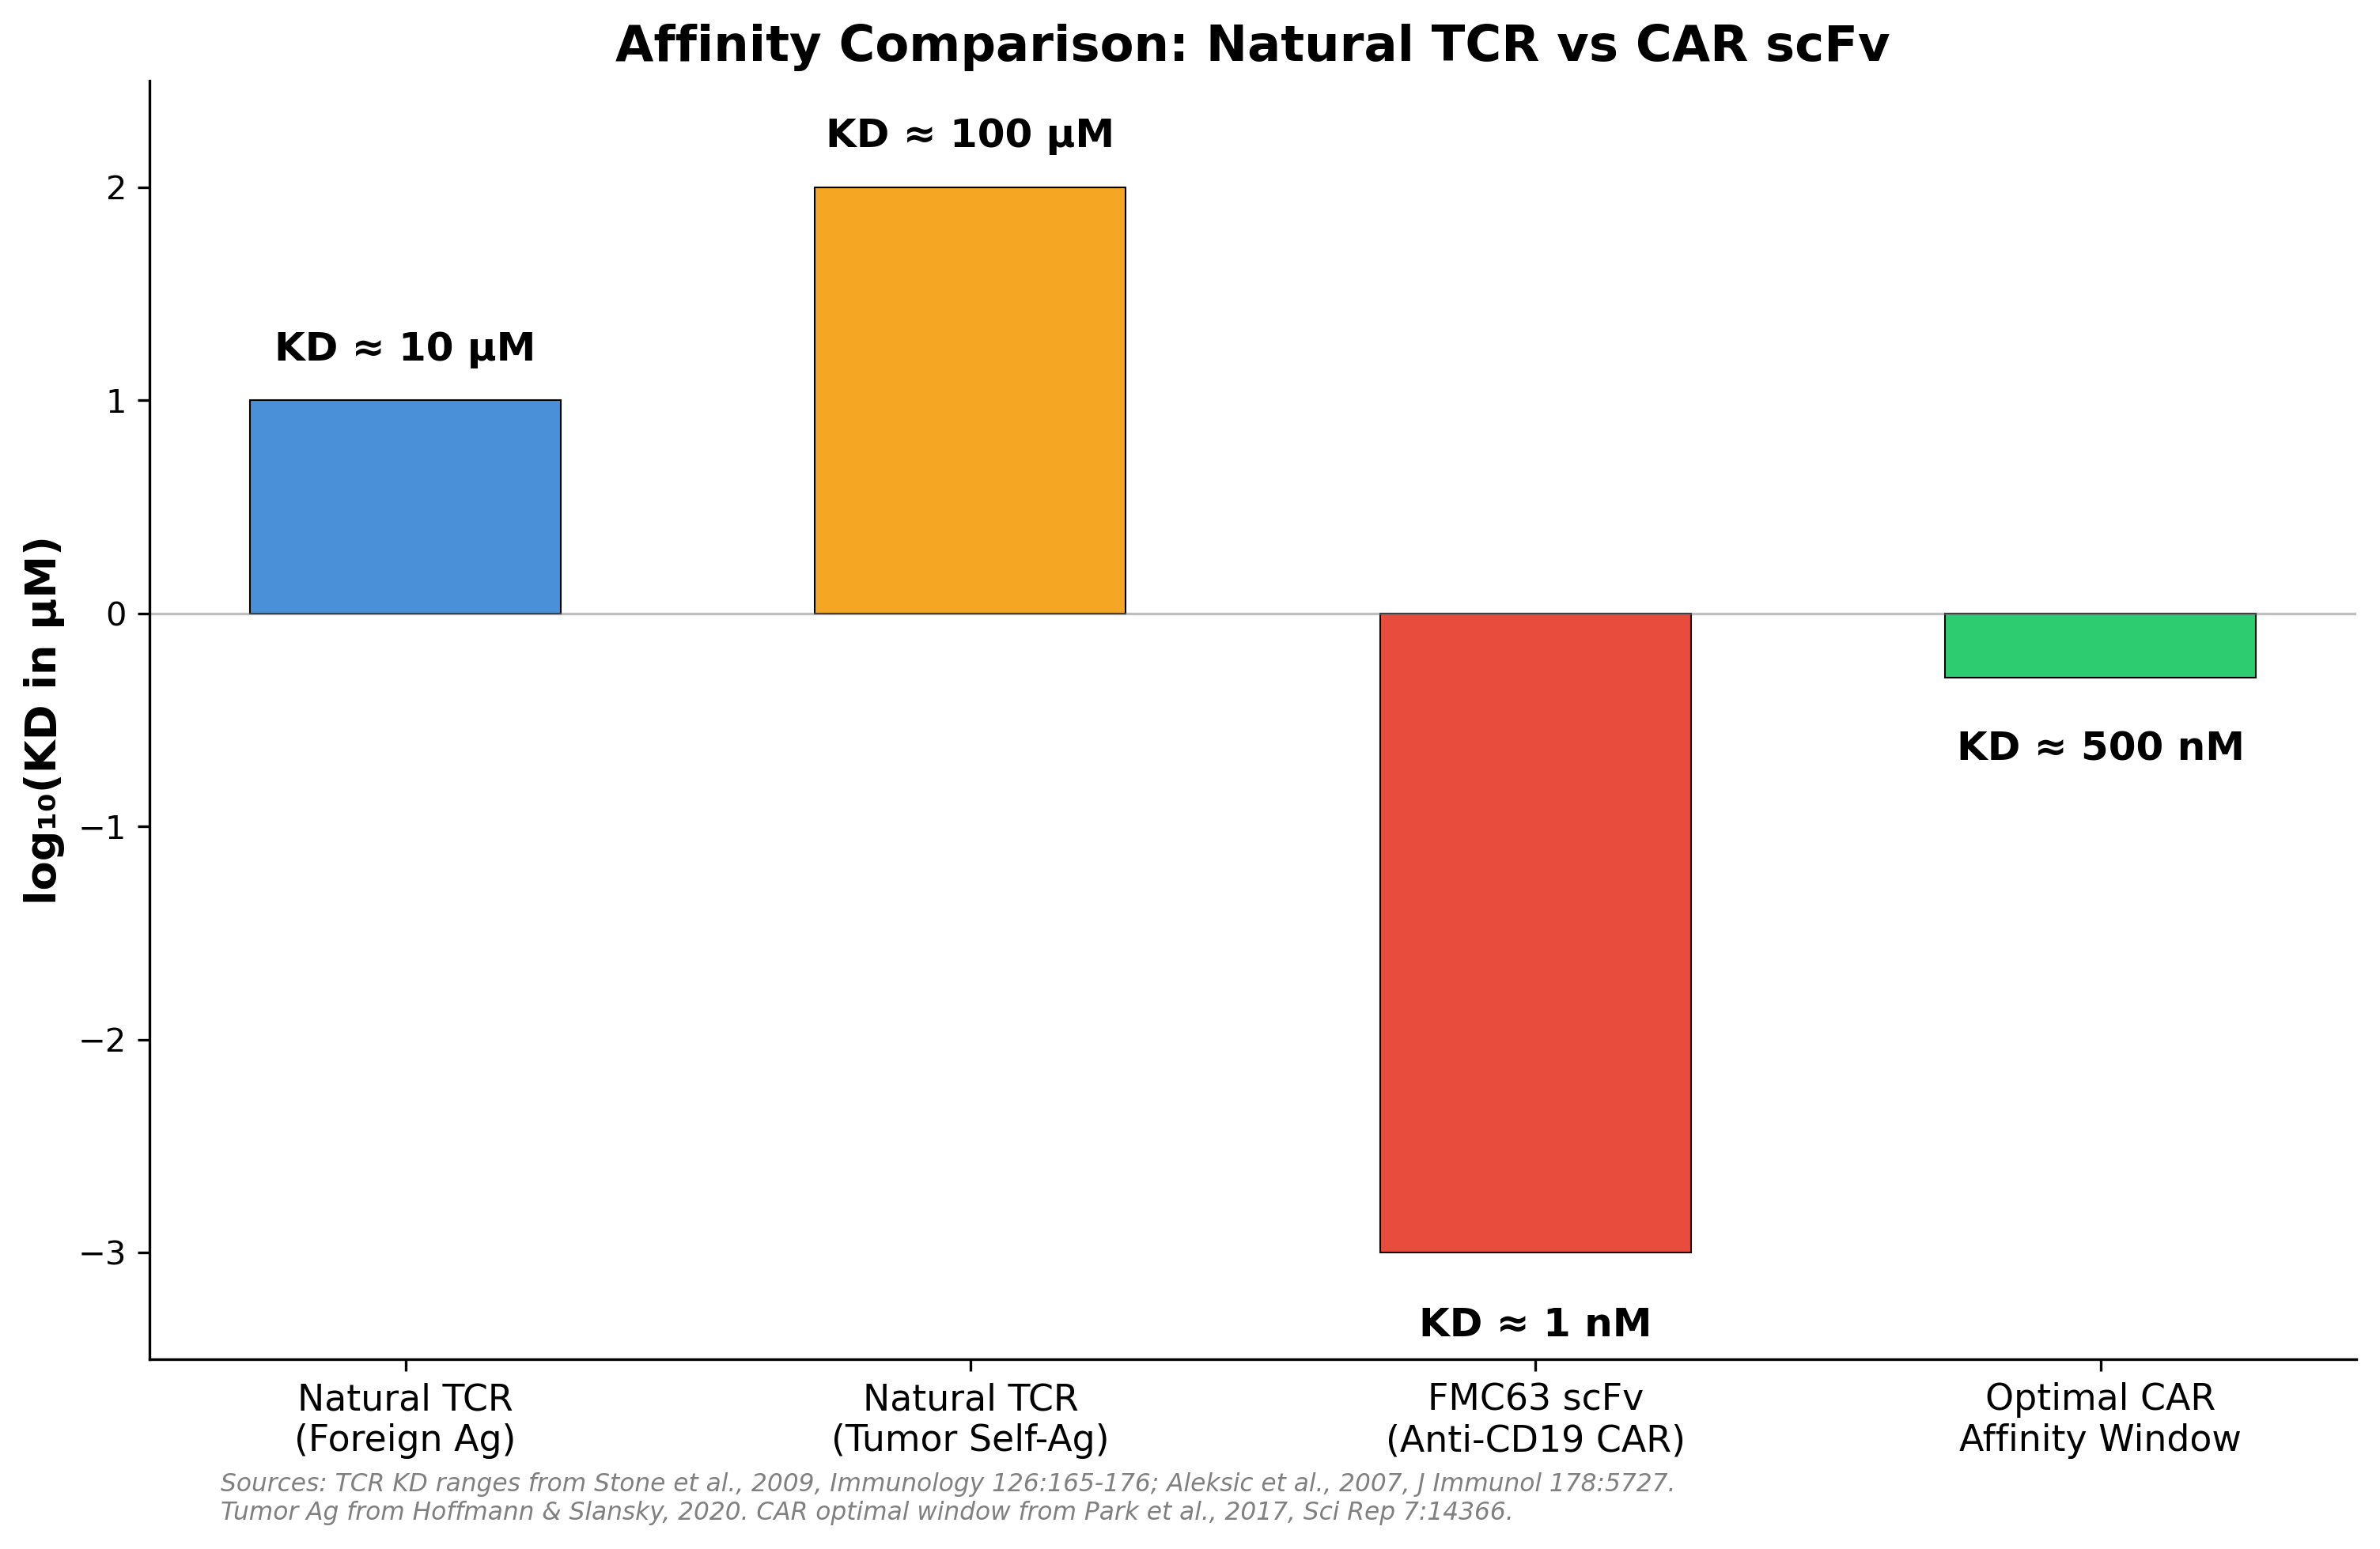 Affinity Comparison: Natural TCR vs CAR scFv
log₁₀(KD in μM)
2
1
0
−1
−2
−3
KD ≈ 10 μM
KD ≈ 100 μM
KD ≈ 1 nM
KD ≈ 500 nM
Natural TCR
(Foreign Ag)
Natural TCR
(Tumor Self-Ag)
FMC63 scFv
(Anti-CD19 CAR)
Optimal CAR
Affinity Window
Sources: TCR KD ranges from Stone et al., 2009, Immunology 126:165-176; Aleksic et al., 2007, J Immunol 178:5727.
Tumor Ag from Hoffmann & Slansky, 2020. CAR optimal window from Park et al., 2017, Sci Rep 7:14366.